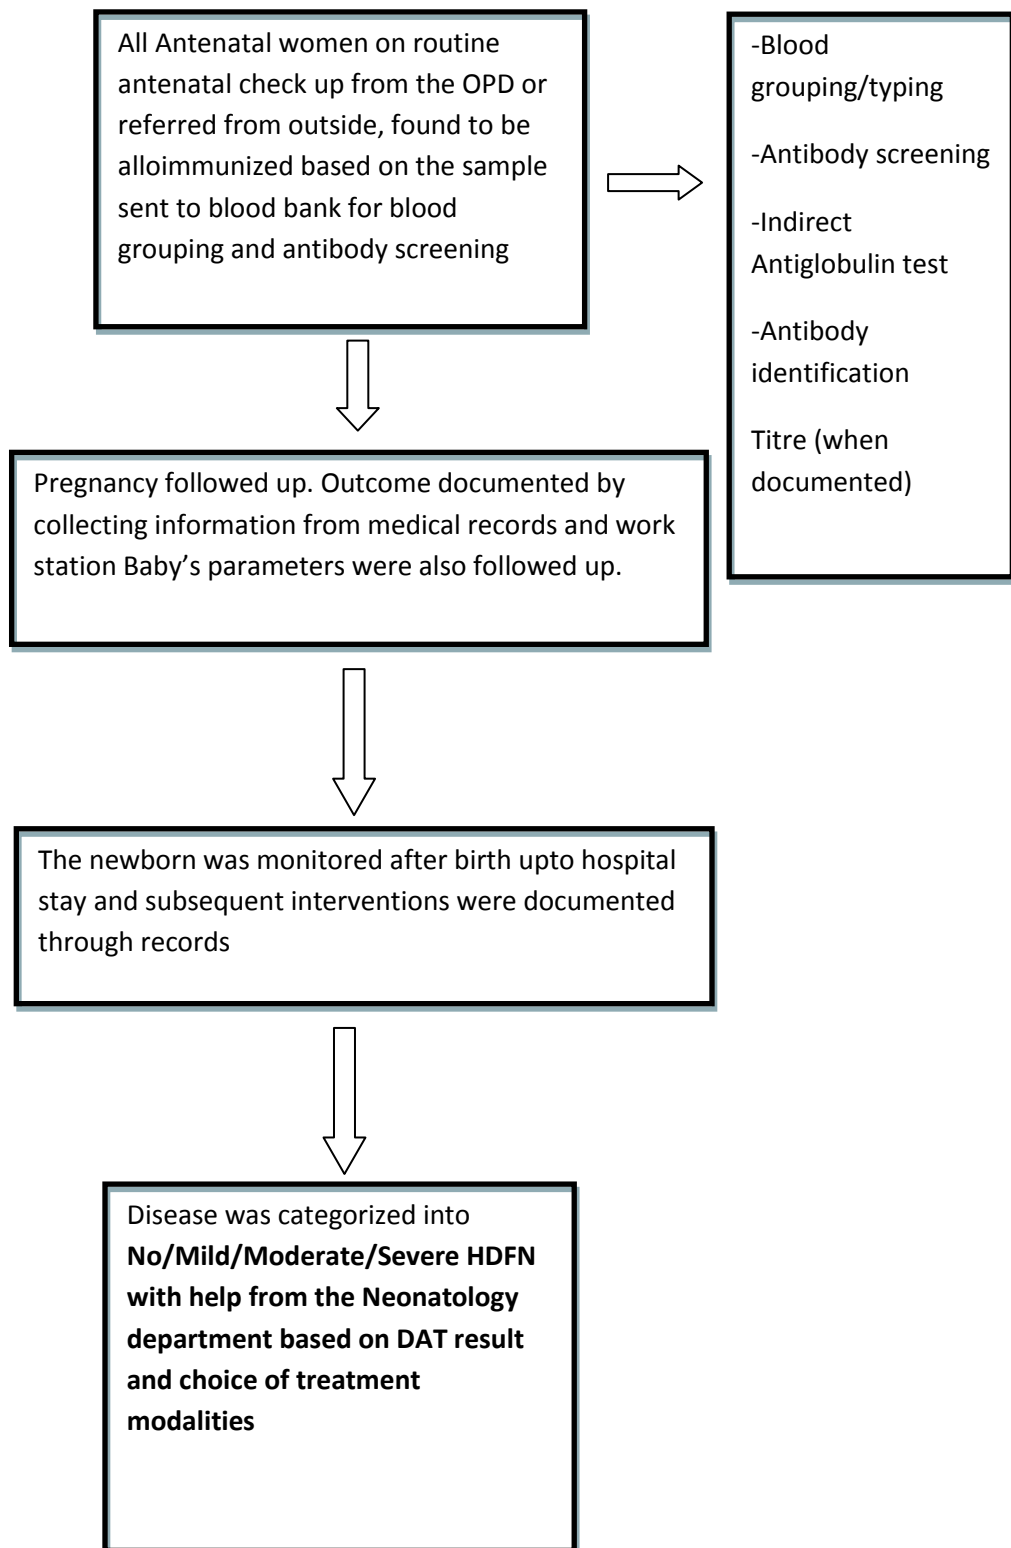 All Antenatal women on routine
antenatal check up from the OPD or
referred from outside, found to be
alloimmunized based on the sample
sent to blood bank for blood
grouping and antibody screening
-Blood
grouping/typing
-Antibody screening
-Indirect
Antiglobulin test
-Antibody
identification
Titre (when
documented)
Pregnancy followed up. Outcome documented by
collecting information from medical records and work
station Baby’s parameters were also followed up.
The newborn was monitored after birth upto hospital
stay and subsequent interventions were documented
through records
Disease was categorized into
No/Mild/Moderate/Severe HDFN
with help from the Neonatology
department based on DAT result
and choice of treatment
modalities